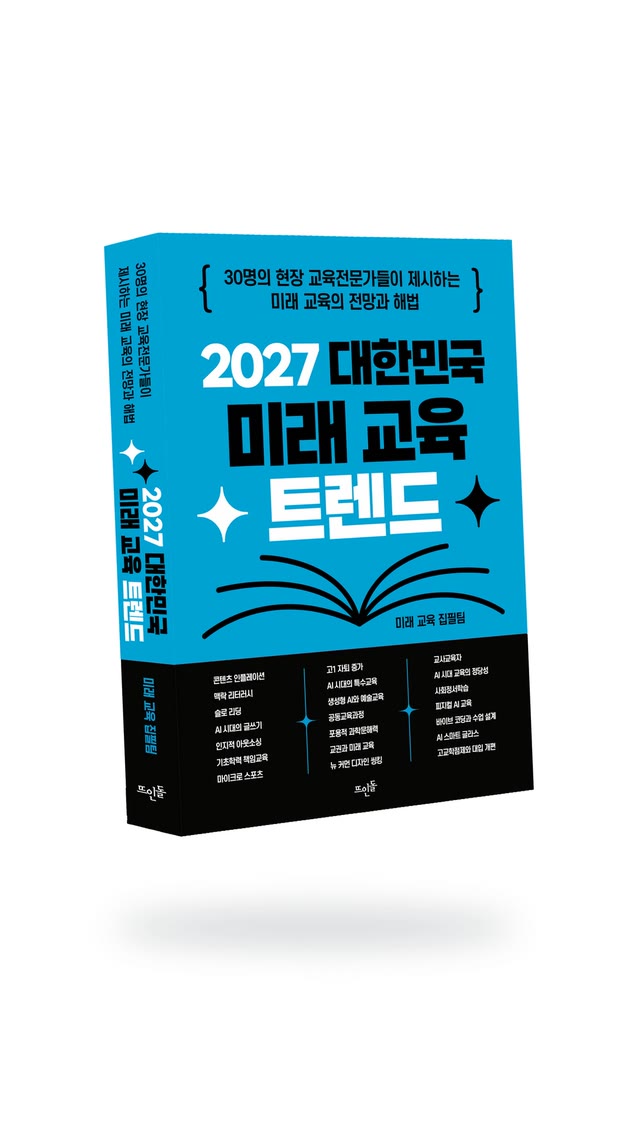 30명의 현장 교육전문가들이 제시하는
미래 교육의 전망과 해법
2027 대한민국
미래 교육
트렌드
미래 교육 집필팀
콘텐츠 인플레이션
맥락 리터러시
슬로 리딩
AI 시대의 글쓰기
인지적 아웃소싱
기초학력 책임교육
마이크로 스포츠
고1 자퇴 증가
AI 시대의 특수교육
생성형 AI와 예술교육
공동교육과정
포용적 과학문해력
교권과 미래 교육
뉴 커먼 디자인 씽킹
교사교육자
AI 시대 교육의 정당성
사회정서학습
피지컬 AI 교육
바이브 코딩과 수업 설계
AI 스마트 글라스
고교학점제와 대입 개편
뜨인돌
30명의 현장 교육전문가들이
제시하는 미래 교육의 전망과 해법
2027 대한민국
미래 교육 트렌드
미래 교육 집필팀
뜨인돌